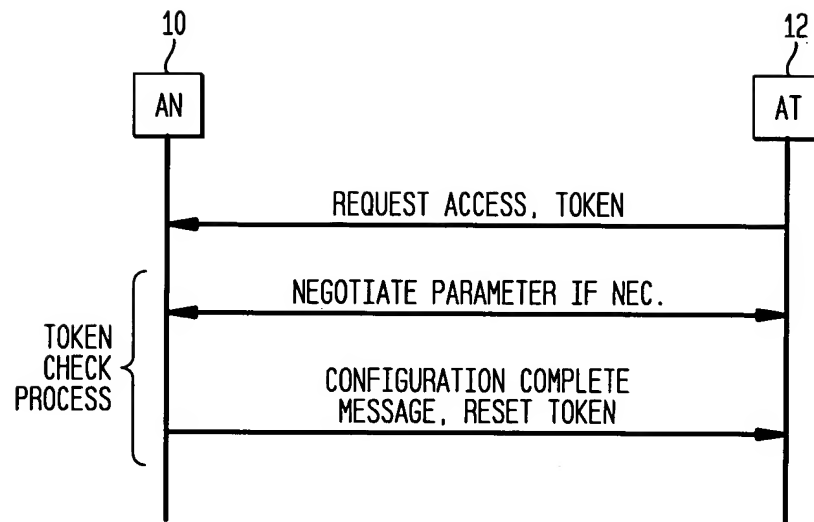 10
12
AN
AT
REQUEST ACCESS, TOKEN
NEGOTIATE PARAMETER IF NEC.
TOKEN
CHECK
PROCESS
CONFIGURATION COMPLETE
MESSAGE, RESET TOKEN